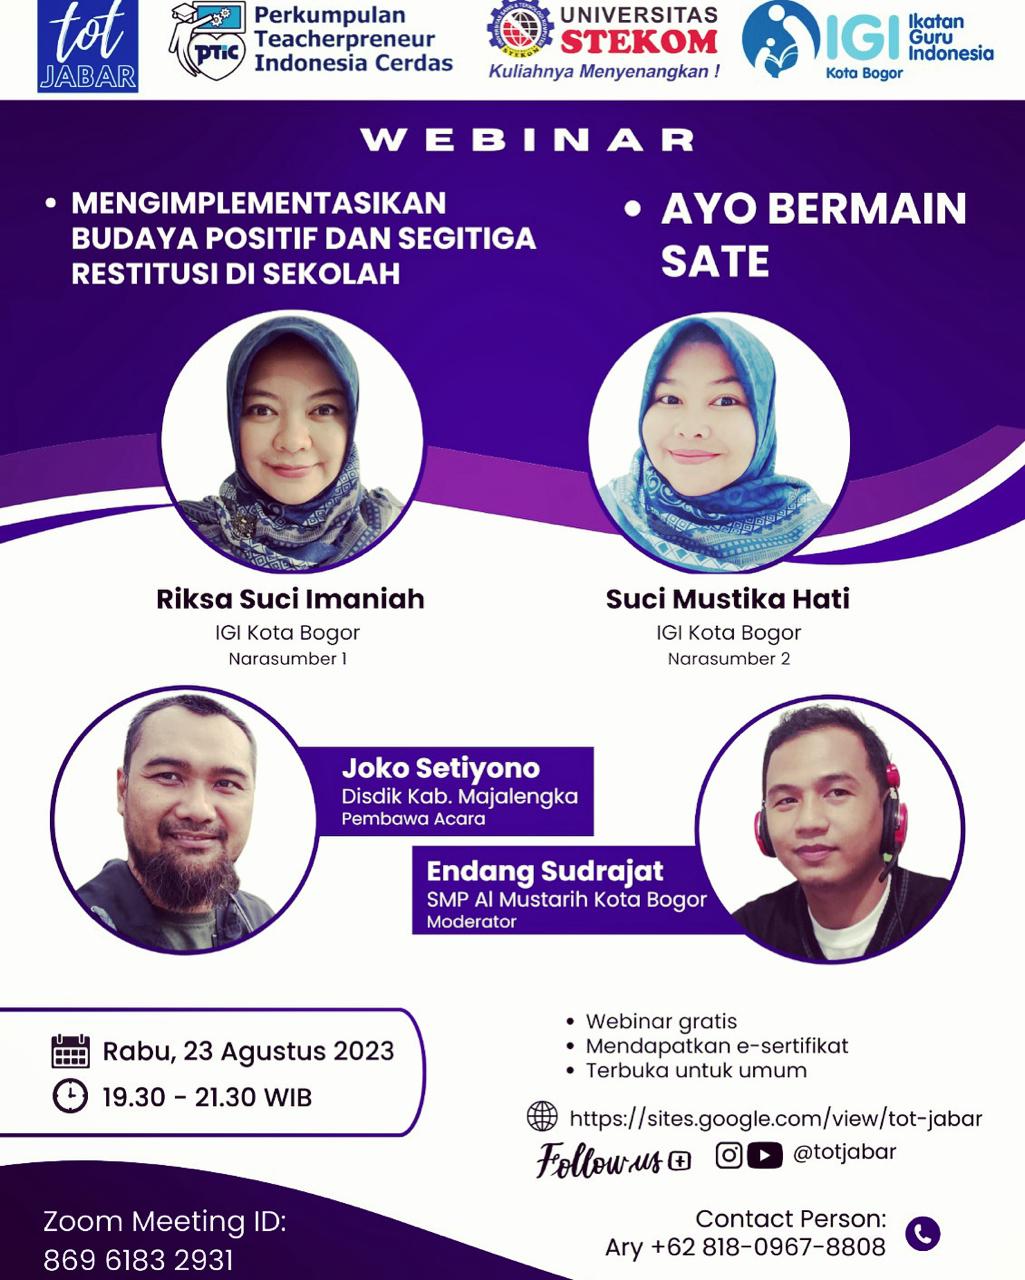 tot
JABAR
PTIC
Perkumpulan
Teacherpreneur
Indonesia Cerdas
UNIVERSITAS
STEKOM
Kuliahnya Menyenangkan !
IGI
Ikatan
Guru
Indonesia
Kota Bogor
WEBINAR
• MENGIMPLEMENTASIKAN
BUDAYA POSITIF DAN SEGITIGA
RESTITUSI DI SEKOLAH
• AYO BERMAIN
SATE
Riksa Suci Imaniah
IGI Kota Bogor
Narasumber 1
Suci Mustika Hati
IGI Kota Bogor
Narasumber 2
Joko Setiyono
Disdik Kab. Majalengka
Pembawa Acara
Endang Sudrajat
SMP Al Mustarih Kota Bogor
Moderator
Rabu, 23 Agustus 2023
19.30 - 21.30 WIB
• Webinar gratis
• Mendapatkan e-sertifikat
• Terbuka untuk umum
https://sites.google.com/view/tot-jabar
Follow us
@totjabar
Zoom Meeting ID:
869 6183 2931
Contact Person:
Ary +62 818-0967-8808